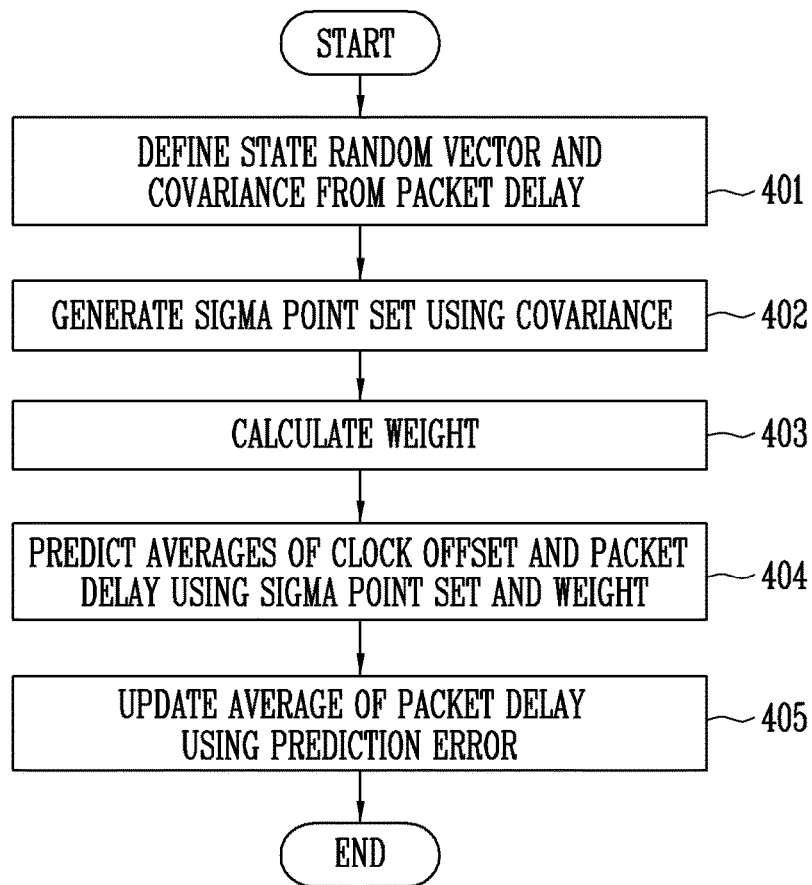 START
DEFINE STATE RANDOM VECTOR AND
COVARIANCE FROM PACKET DELAY
401
GENERATE SIGMA POINT SET USING COVARIANCE
402
CALCULATE WEIGHT
403
PREDICT AVERAGES OF CLOCK OFFSET AND PACKET
DELAY USING SIGMA POINT SET AND WEIGHT
404
UPDATE AVERAGE OF PACKET DELAY
USING PREDICTION ERROR
405
END